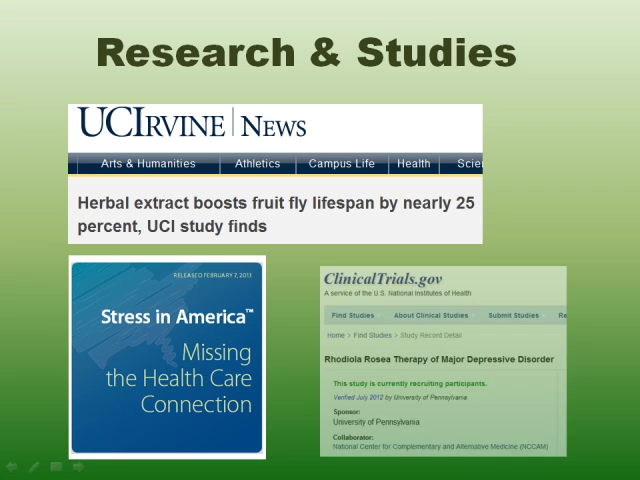 Research & Studies
UCIRVINE | NEWS
Arts & Humanities Athletics Campus Life Health Scien
Herbal extract boosts fruit fly lifespan by nearly 25
percent, UCI study finds
RELEASED FEBRUARY 7, 2013
Stress in America™
Missing
the Health Care
Connection
ClinicalTrials.gov
A service of the U.S. National Institutes of Health
Find Studies About Clinical Studies Submit Studies Re
Home > Find Studies > Study Record Detail
Rhodiola Rosea Therapy of Major Depressive Disorder
This study is currently recruiting participants.
Verified July 2012 by University of Pennsylvania
Sponsor:
University of Pennsylvania
Collaborator:
National Center for Complementary and Alternative Medicine (NCCAM)